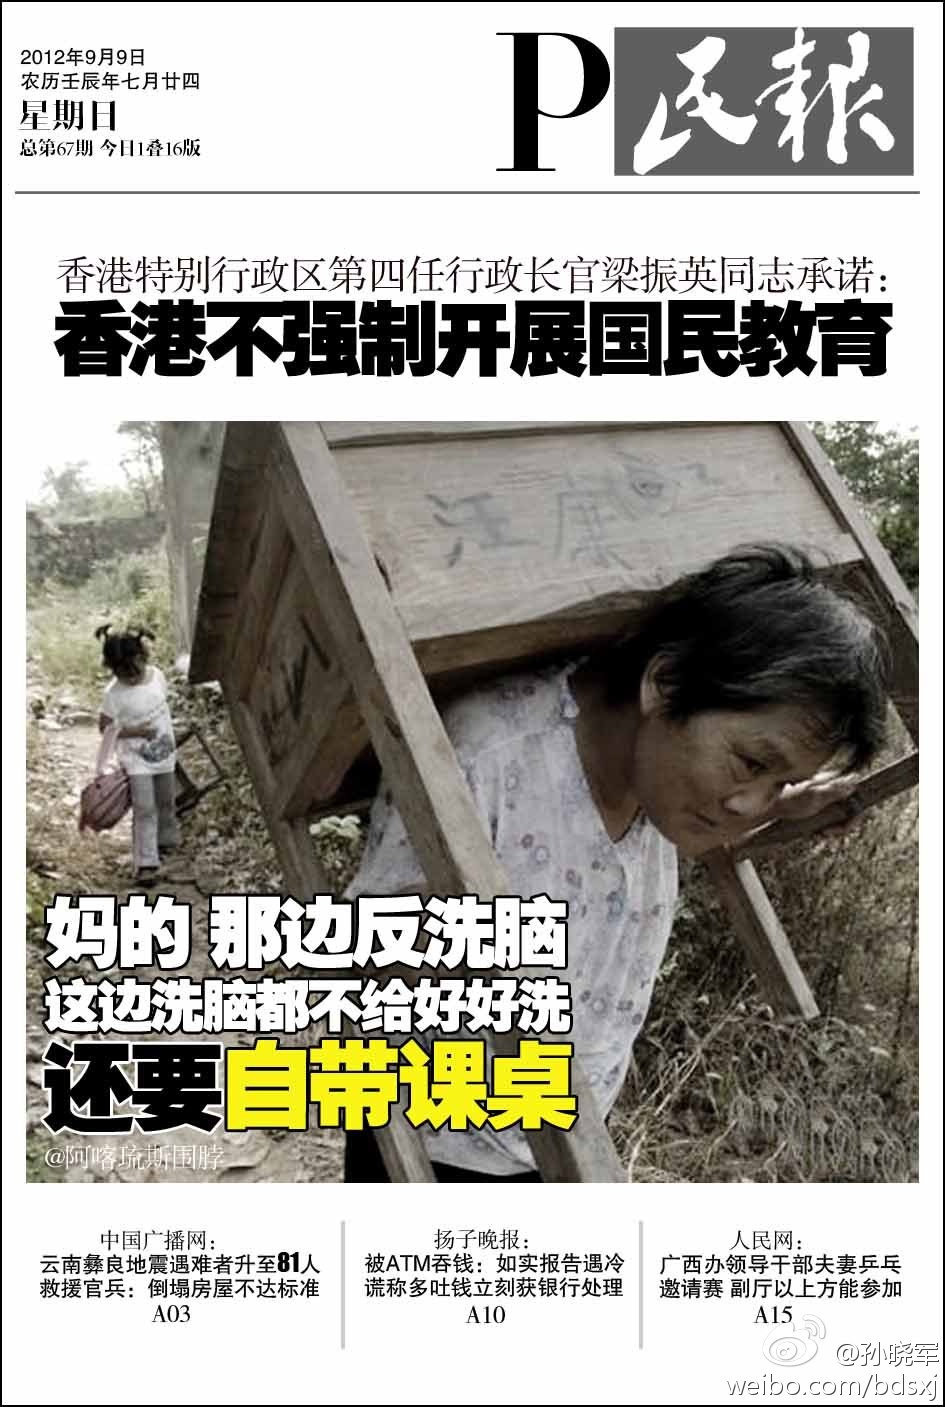 2012年9月9日
农历壬辰年七月廿四
星期日
总第67期 今日1叠16版
P 民報
香港特别行政区第四任行政长官梁振英同志承诺：
香港不强制开展国民教育
汪
妈的 那边反洗脑
这边洗脑都不给好好洗
还要自带课桌
@阿喀琉斯围脖
中国广播网：
云南彝良地震遇难者升至81人
救援官兵：倒塌房屋不达标准
A03
扬子晚报：
被ATM吞钱：如实报告遇冷
谎称多吐钱立刻获银行处理
A10
人民网：
广西办领导干部夫妻乒乓
邀请赛 副厅以上方能参加
A15
@孙晓军
weibo.com/bdsxj